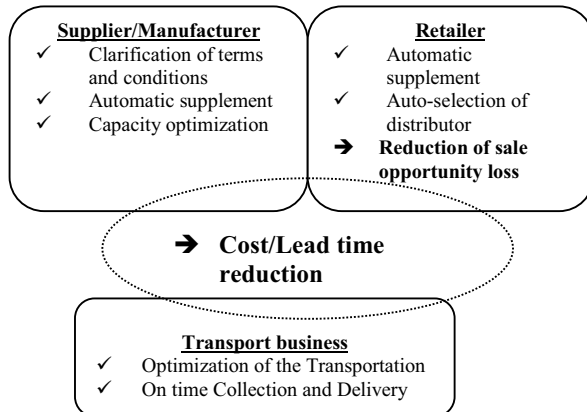 Supplier/Manufacturer
✓ Clarification of terms
and conditions
✓ Automatic supplement
✓ Capacity optimization
Retailer
✓ Automatic
supplement
✓ Auto-selection of
distributor
➔ Reduction of sale
opportunity loss
➔ Cost/Lead time
reduction
Transport business
✓ Optimization of the Transportation
✓ On time Collection and Delivery